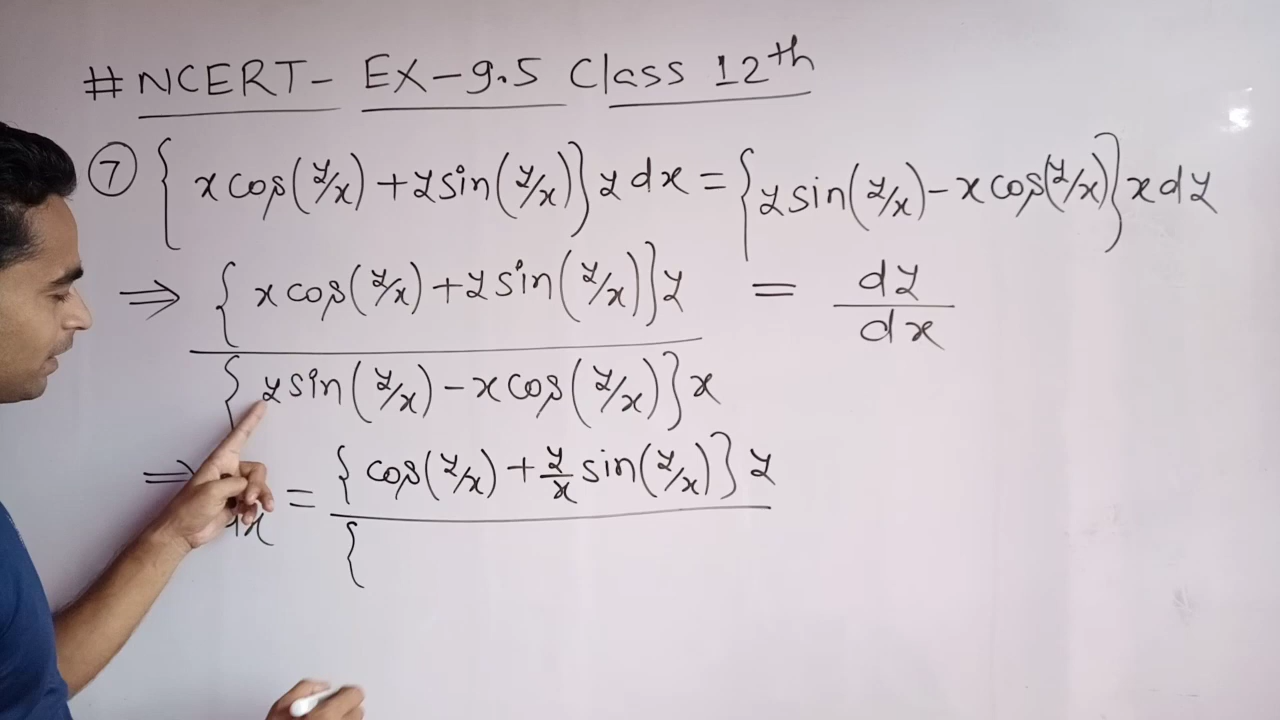 #NCERT- EX-9.5 Class 12th
⑦ { x cos(y/x) + y sin(y/x) } y dx = { y sin(y/x) - x cos(y/x) } x dy
⇒ { x cos(y/x) + y sin(y/x) } y = dy
dx
{ y sin(y/x) - x cos(y/x) } x
⇒ = { cos(y/x) + y/x sin(y/x) } y
dx {